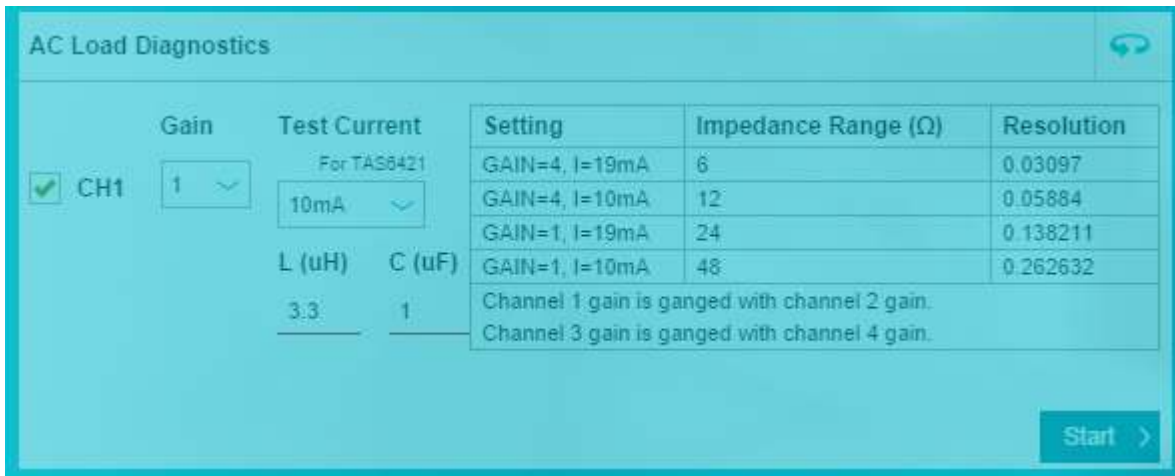 AC Load Diagnostics
Gain
Test Current
For TAS6421
CH1
1
10mA
L (uH)
C (uF)
3.3
1
Setting Impedance Range (Ω) Resolution
GAIN=4, I=19mA 6 0.03097
GAIN=4, I=10mA 12 0.05884
GAIN=1, I=19mA 24 0.138211
GAIN=1, I=10mA 48 0.262632
Channel 1 gain is ganged with channel 2 gain.
Channel 3 gain is ganged with channel 4 gain.
Start